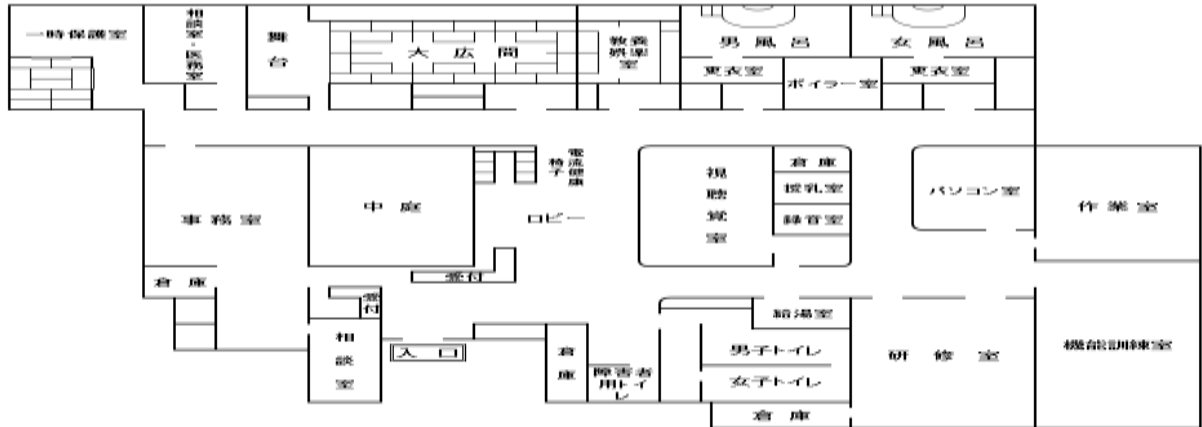 一時保護室
相談室・医務室
舞台
大広間
教養娯楽室
男風呂
女風呂
更衣室
ボイラー室
更衣室
事務室
中庭
電流健康椅子
ロビー
視聴覚室
倉庫
授乳室
録音室
パソコン室
作業室
倉庫
受付
受付
相談室
入口
倉庫
障害者用トイレ
給湯室
男子トイレ
女子トイレ
倉庫
研修室
機能訓練室